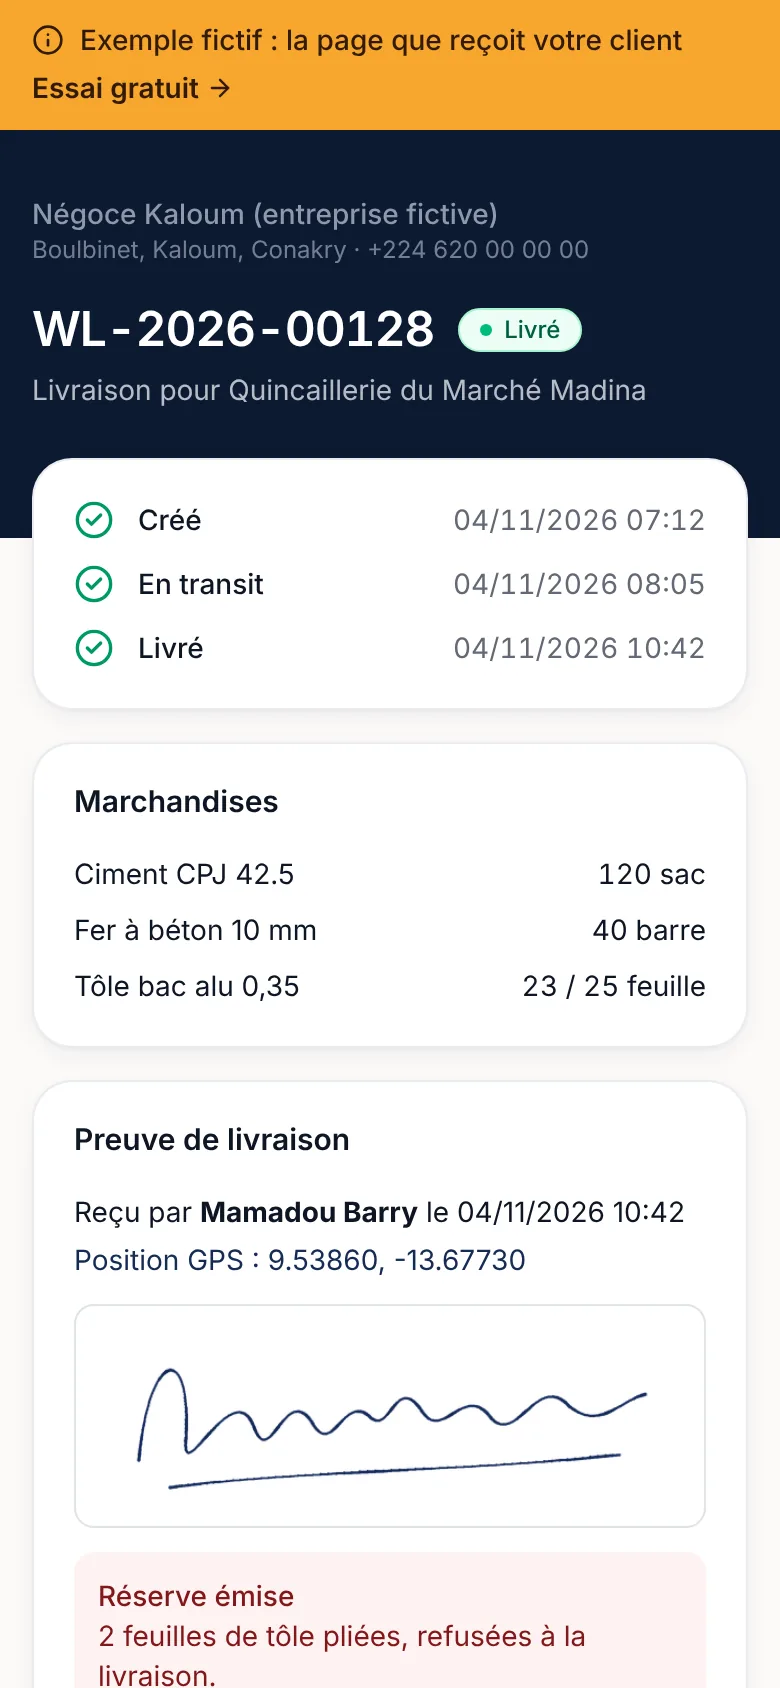 Exemple fictif : la page que reçoit votre client
Essai gratuit →
Négoce Kaloum (entreprise fictive)
Boulbinet, Kaloum, Conakry · +224 620 00 00 00
WL-2026-00128 Livré
Livraison pour Quincaillerie du Marché Madina
Créé 04/11/2026 07:12
En transit 04/11/2026 08:05
Livré 04/11/2026 10:42
Marchandises
Ciment CPJ 42.5 120 sac
Fer à béton 10 mm 40 barre
Tôle bac alu 0,35 23 / 25 feuille
Preuve de livraison
Reçu par Mamadou Barry le 04/11/2026 10:42
Position GPS : 9.53860, -13.67730
Réserve émise
2 feuilles de tôle pliées, refusées à la
livraison.